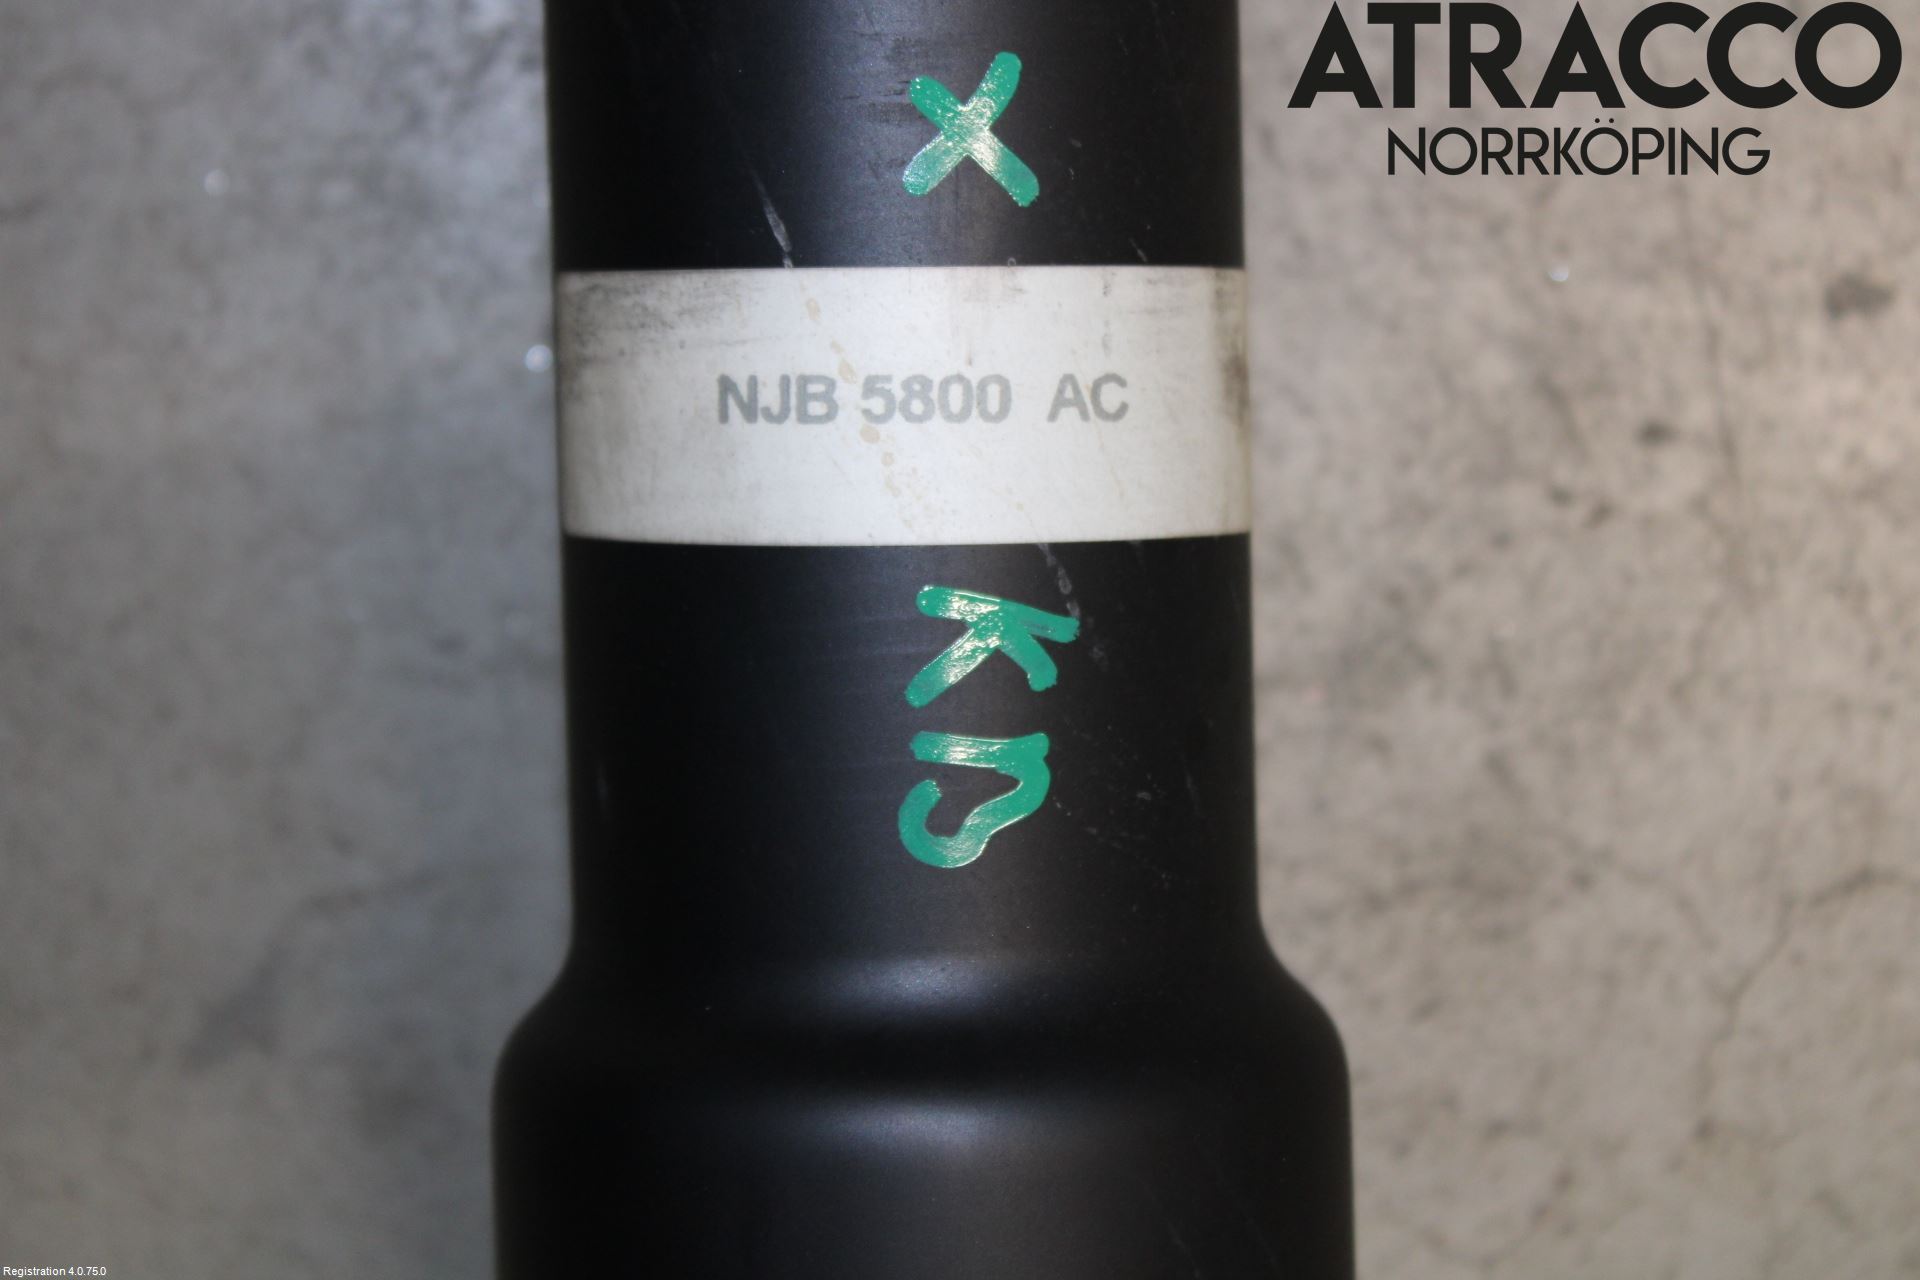 ATRACCO
NORRKÖPING
X
NJB 5800 AC
K
Registration 4.0.75.0